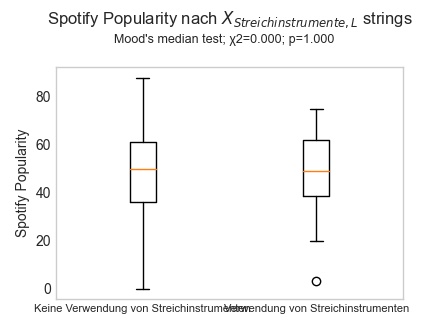 Spotify Popularity nach X_{Streichinstrumente, L} strings
Mood's median test; χ2=0.000; p=1.000
Spotify Popularity
80
60
40
20
0
Keine Verwendung von Streichinstrumenten
Verwendung von Streichinstrumenten